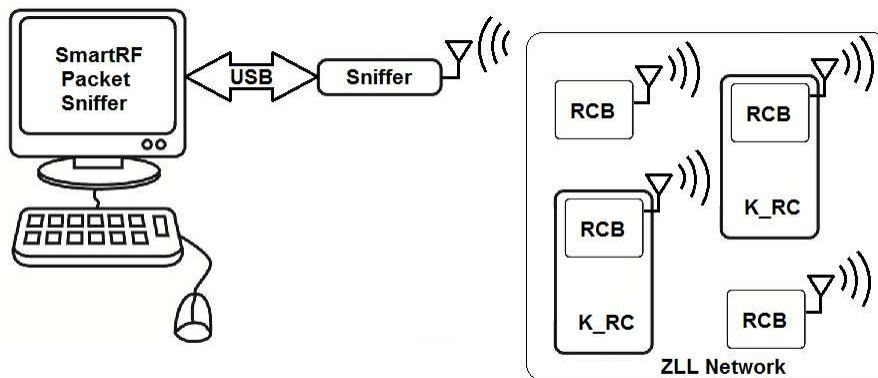 SmartRF
Packet
Sniffer
USB
Sniffer
RCB
RCB
K_RC
RCB
K_RC
RCB
ZLL Network